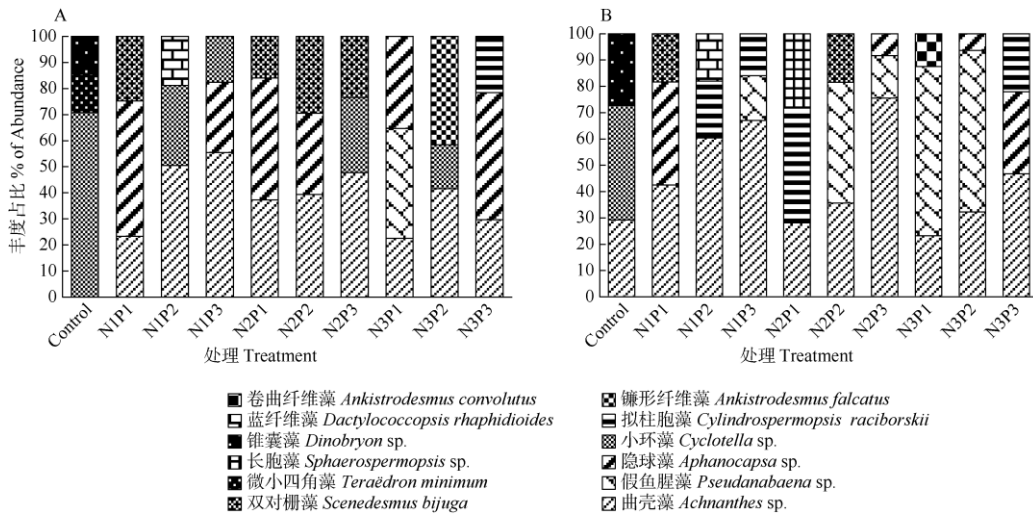 A
丰度占比 % of Abundance
100
90
80
70
60
50
40
30
20
10
0
Control N1P1 N1P2 N1P3 N2P1 N2P2 N2P3 N3P1 N3P2 N3P3
处理 Treatment
B
100
90
80
70
60
50
40
30
20
10
0
Control N1P1 N1P2 N1P3 N2P1 N2P2 N2P3 N3P1 N3P2 N3P3
处理 Treatment
卷曲纤维藻 Ankistrodesmus convolutus
蓝纤维藻 Dactylococcopsis rhaphidioides
锥囊藻 Dinobryon sp.
长胞藻 Sphaerospermopsis sp.
微小四角藻 Teraëdron minimum
双对栅藻 Scenedesmus bijuga
镰形纤维藻 Ankistrodesmus falcatus
拟柱胞藻 Cylindrospermopsis raciborskii
小环藻 Cyclotella sp.
隐球藻 Aphanocapsa sp.
假鱼腥藻 Pseudanabaena sp.
曲壳藻 Achnanthes sp.